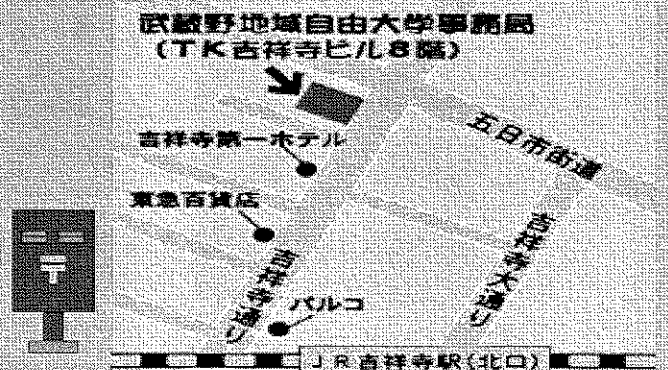 武蔵野地域自由大学事務局
(TK吉祥寺ビル8階)
五日市街道
吉祥寺第一ホテル
東急百貨店
吉祥寺大通り
吉祥寺通り
パルコ
JR吉祥寺駅(北口)